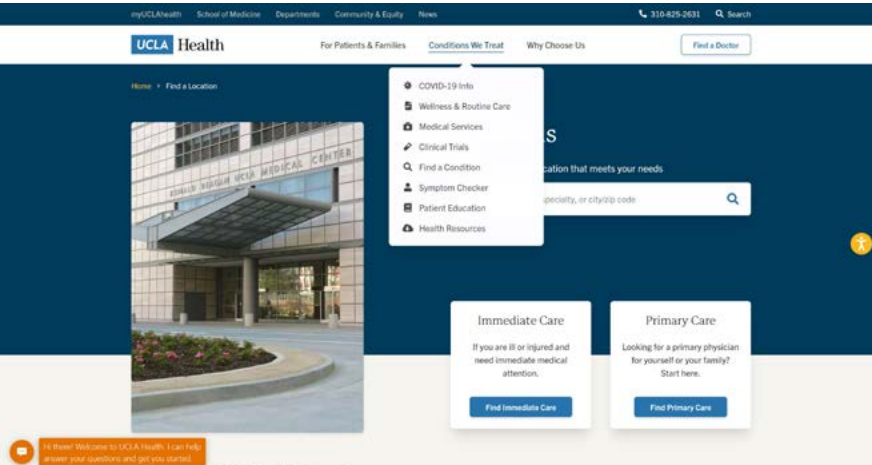 myUCLAhealth School of Medicine Departments Community & Equity News 310-825-2631 Search
UCLA Health For Patients & Families Conditions We Treat Why Choose Us Find a Doctor
Home > Find a Location
COVID-19 Info
Wellness & Routine Care
Medical Services
Clinical Trials
Find a Condition
Symptom Checker
Patient Education
Health Resources
s
cation that meets your needs
specialty, or city/zip code
RONALD REAGAN UCLA MEDICAL CENTER
Immediate Care
If you are ill or injured and
need immediate medical
attention.
Find Immediate Care
Primary Care
Looking for a primary physician
for yourself or your family?
Start here.
Find Primary Care
Hi there! Welcome to UCLA Health. I can help
answer your questions and get you started.